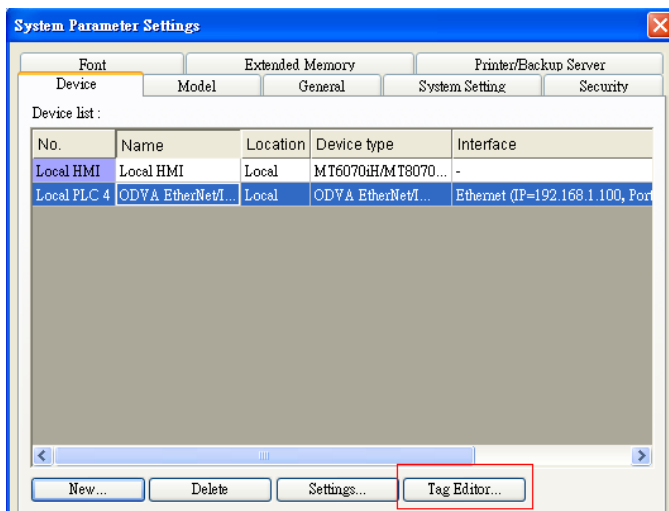 System Parameter Settings
Font Extended Memory Printer/Backup Server
Device Model General System Setting Security
Device list :
No. Name Location Device type Interface
Local HMI Local HMI Local MT6070iH/MT8070... -
Local PLC 4 ODVA EtherNet/I... Local ODVA EtherNet/I... Ethernet (IP=192.168.1.100, Port
New... Delete Settings... Tag Editor...